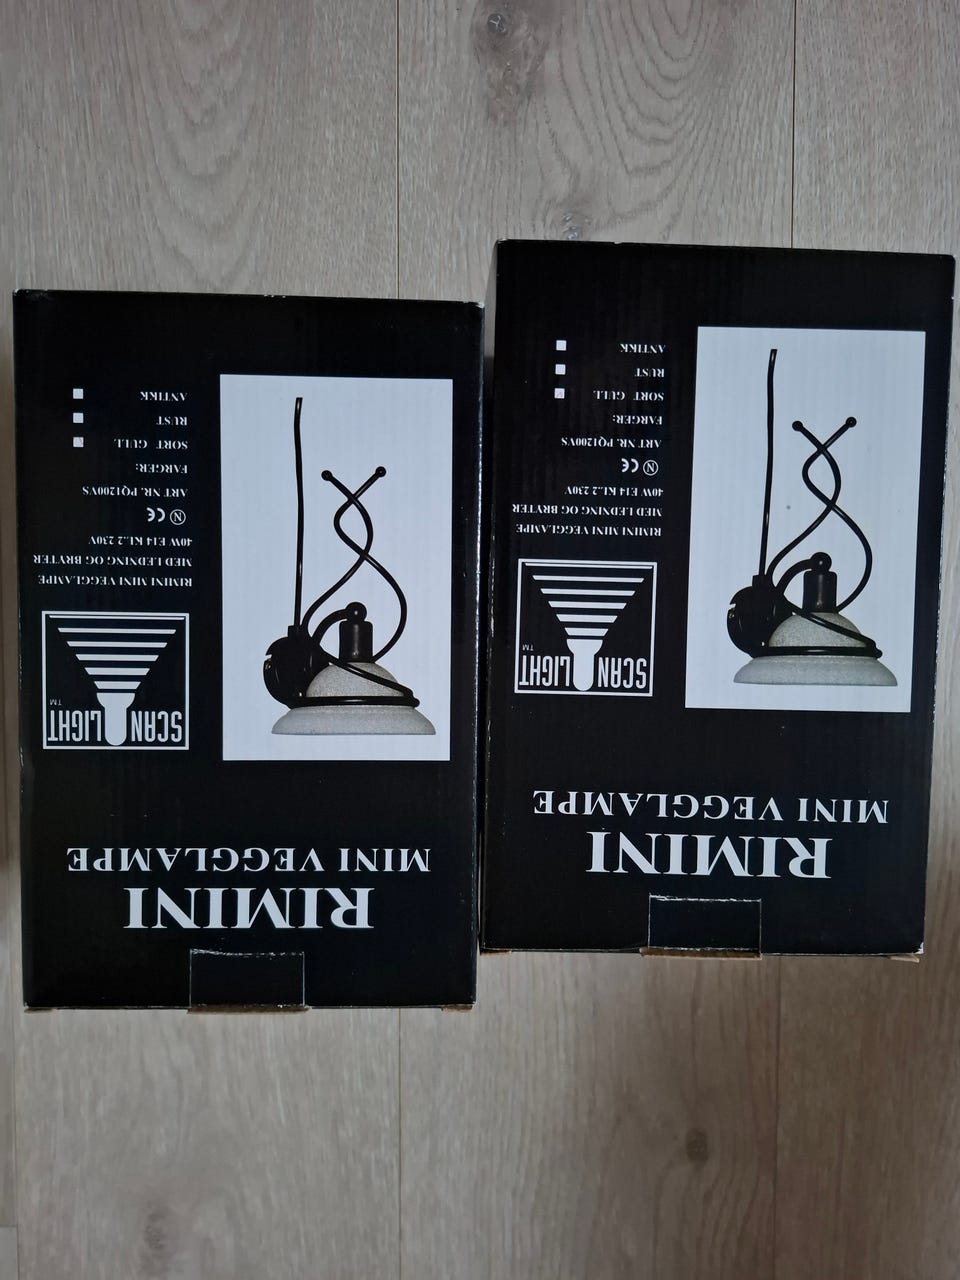 RIMINI
MINI VEGGLAMPE
SCAN LIGHT
TM
RIMINI MINI VEGGLAMPE
MED LEDNING OG BRYTER
40W E14 KL.2 230V
N CE
ART NR. PQ1200VS
FARGER:
SORT GULL
RUST
ANTIKK
RIMINI
MINI VEGGLAMPE
SCAN LIGHT
TM
RIMINI MINI VEGGLAMPE
MED LEDNING OG BRYTER
40W E14 KL.2 230V
N CE
ART NR. PQ1200VS
FARGER:
SORT GULL
RUST
ANTIKK